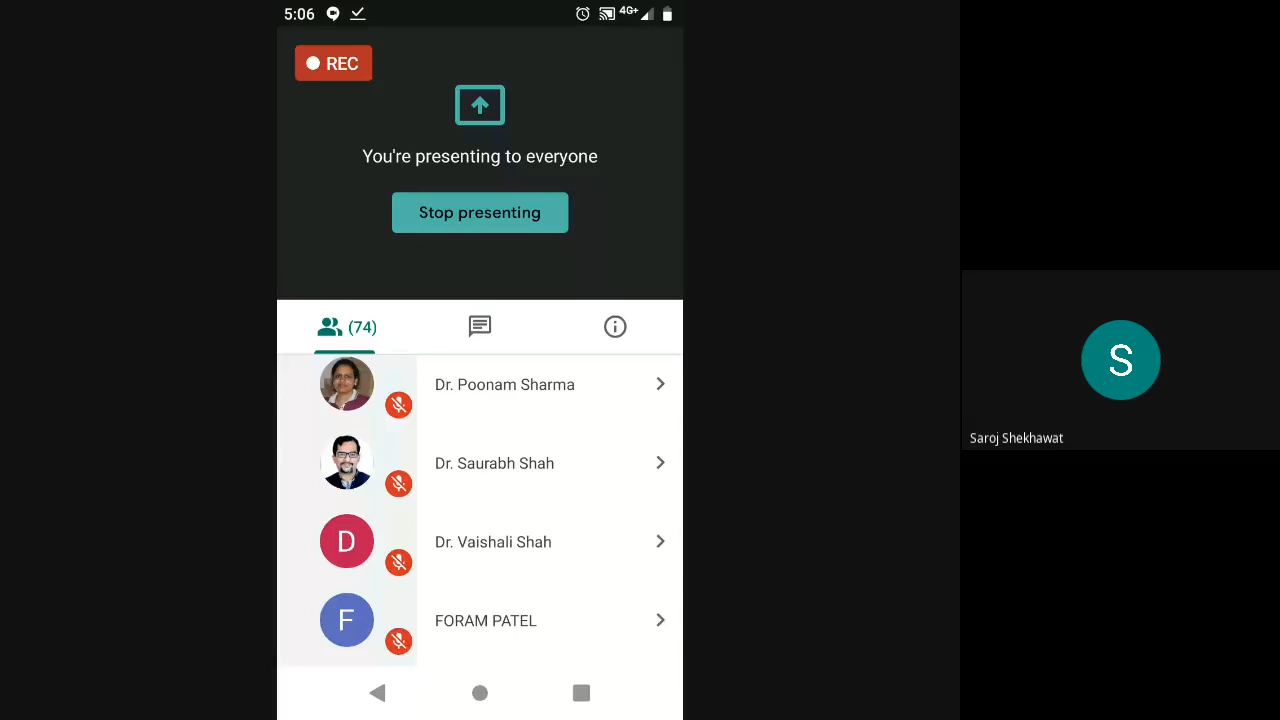 5:06
4G+
REC
You're presenting to everyone
Stop presenting
(74)
Dr. Poonam Sharma
Dr. Saurabh Shah
D
Dr. Vaishali Shah
F
FORAM PATEL
S
Saroj Shekhawat